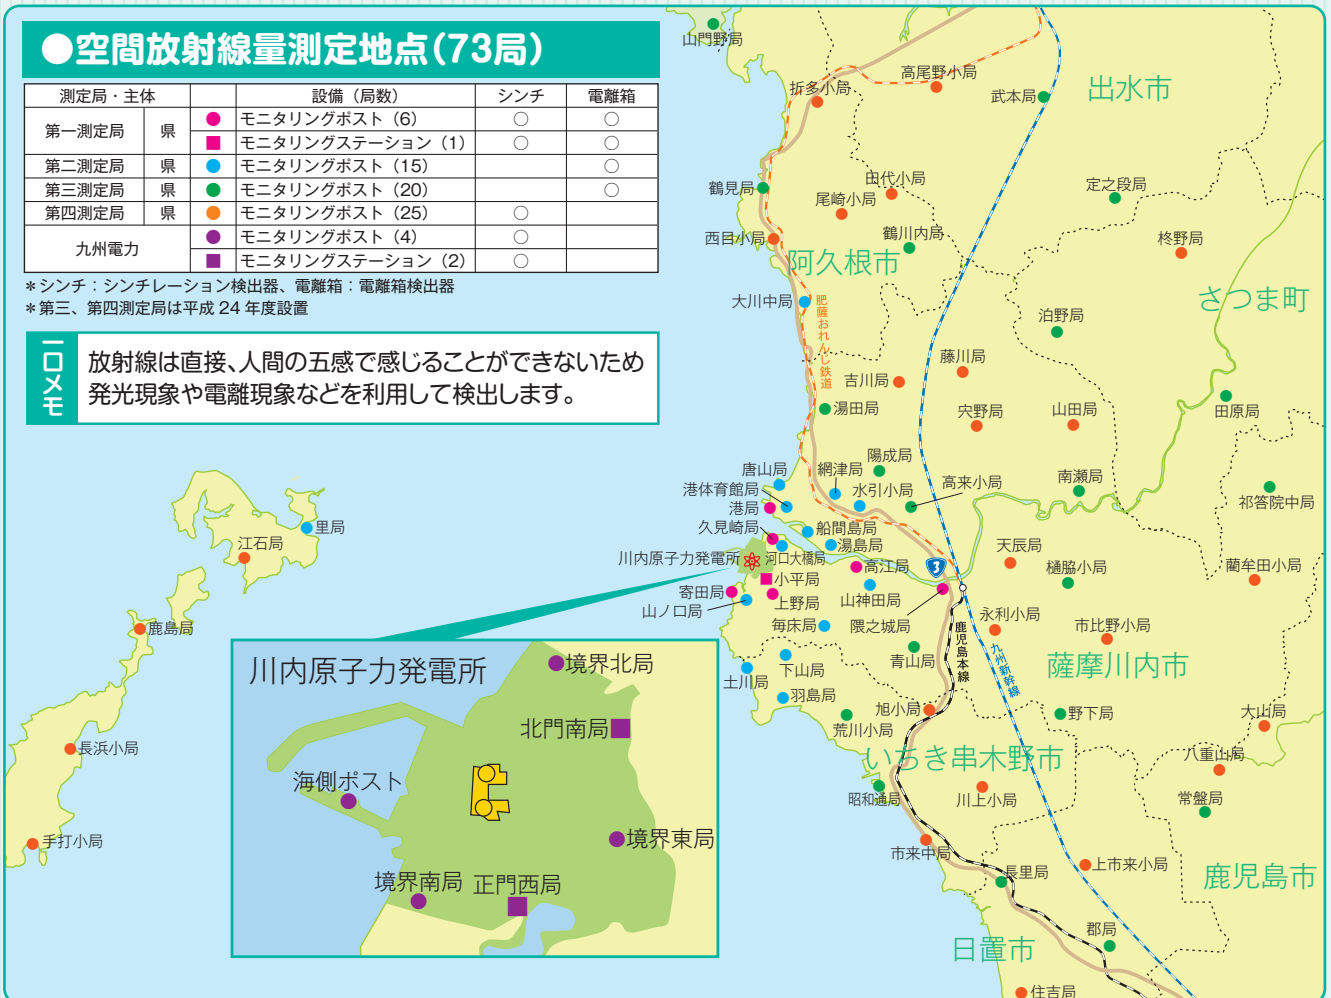 ●空間放射線量測定地点(73局)
測定局・主体 設備(局数) シンチ 電離箱
第一測定局 県 モニタリングポスト(6) ○ ○
モニタリングステーション(1) ○ ○
第二測定局 県 モニタリングポスト(15) ○
第三測定局 県 モニタリングポスト(20) ○
第四測定局 県 モニタリングポスト(25) ○
九州電力 モニタリングポスト(4) ○
モニタリングステーション(2) ○
*シンチ:シンチレーション検出器、電離箱:電離箱検出器
*第三、第四測定局は平成24年度設置
一口メモ
放射線は直接、人間の五感で感じることができないため
発光現象や電離現象などを利用して検出します。
山門野局
折多小局
高尾野小局
武本局
出水市
鶴見局
田代小局
尾崎小局
定之段局
西目小局
鶴川内局
柊野局
阿久根市
さつま町
大川中局
肥薩おれんじ鉄道
泊野局
藤川局
吉川局
湯田局
穴野局
山田局
田原局
唐山局
網津局
陽成局
港体育館局
水引小局
高来小局
南瀬局
祁答院中局
港局
久見崎局
船間島局
湯島局
川内原子力発電所
河口大橋局
高江局
3
天辰局
樋脇小局
藺牟田小局
小平局
寄田局
上野局
山ノ口局
山神田局
毎床局
隈之城局
鹿児島本線
永利小局
市比野小局
九州新幹線
青山局
薩摩川内市
下山局
土川局
羽島局
旭小局
荒川小局
野下局
大山局
いちき串木野市
八重山局
昭和通局
川上小局
常盤局
市来中局
長里局
上市来小局
鹿児島市
郡局
日置市
住吉局
里局
江石局
鹿島局
長浜小局
手打小局
川内原子力発電所
境界北局
北門南局
海側ポスト
境界東局
境界南局
正門西局